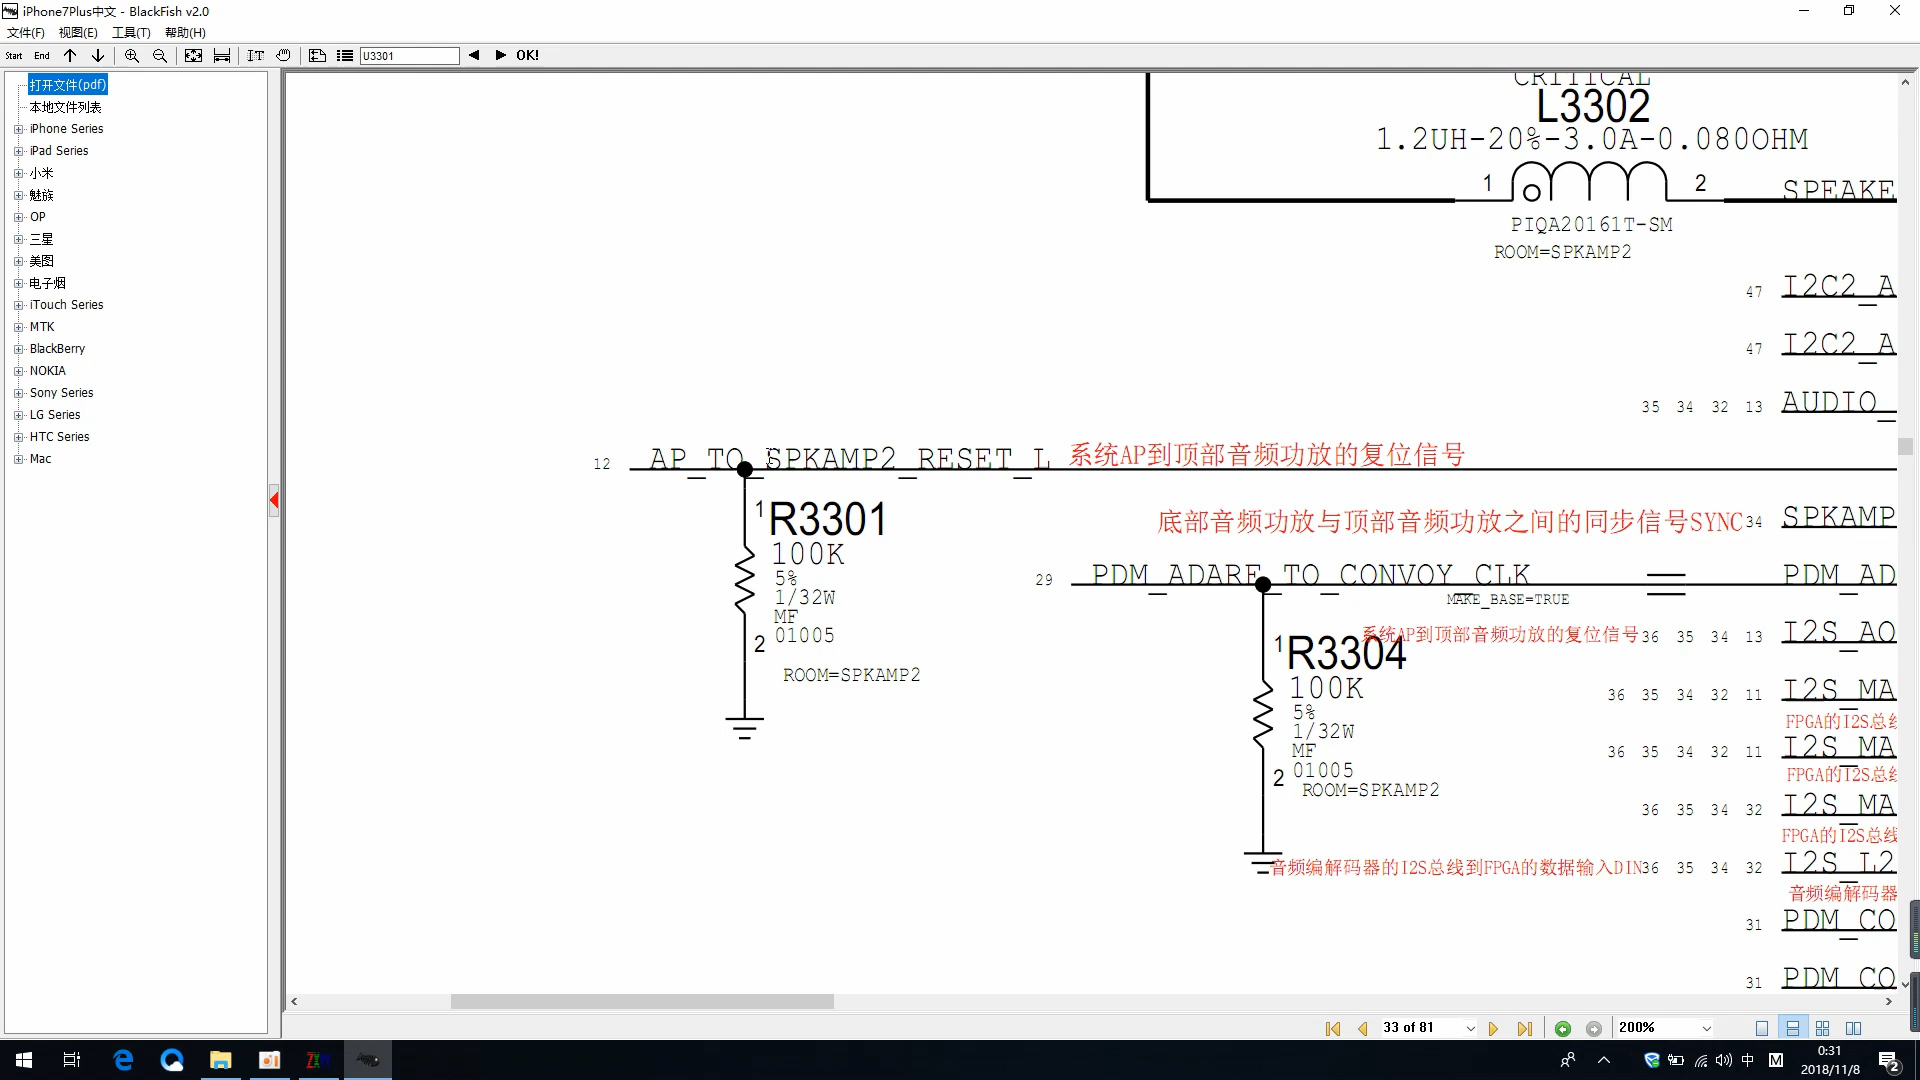 iPhone7Plus中文 - BlackFish v2.0
文件(F) 视图(E) 工具(T) 帮助(H)
Start End U3301 OK!
打开文件(pdf)
本地文件列表
iPhone Series
iPad Series
小米
魅族
OP
三星
美图
电子烟
iTouch Series
MTK
BlackBerry
NOKIA
Sony Series
LG Series
HTC Series
Mac
CRITICAL
L3302
1.2UH-20%-3.0A-0.080OHM
1 2 SPEAKE
PIQA20161T-SM
ROOM=SPKAMP2
47 I2C2_A
47 I2C2_A
35 34 32 13 AUDIO_
12 AP_TO_SPKAMP2_RESET_L 系统AP到顶部音频功放的复位信号
1 R3301
100K
5%
1/32W
MF
01005
2
ROOM=SPKAMP2
底部音频功放与顶部音频功放之间的同步信号SYNC 34 SPKAMP
29 PDM_ADARE_TO_CONVOY_CLK PDM_AD
MAKE_BASE=TRUE
系统AP到顶部音频功放的复位信号 36 35 34 13 I2S_AO
1 R3304
100K
5%
1/32W
MF
01005
2
ROOM=SPKAMP2
36 35 34 32 11 I2S_MA
FPGA的I2S总线
36 35 34 32 11 I2S_MA
FPGA的I2S总线
36 35 34 32 I2S_MA
FPGA的I2S总线
音频编解码器的I2S总线到FPGA的数据输入DIN 36 35 34 32 I2S_L2
音频编解码器
31 PDM_CO
31 PDM_CO
33 of 81 200%
中 M 0:31
2018/11/8 2